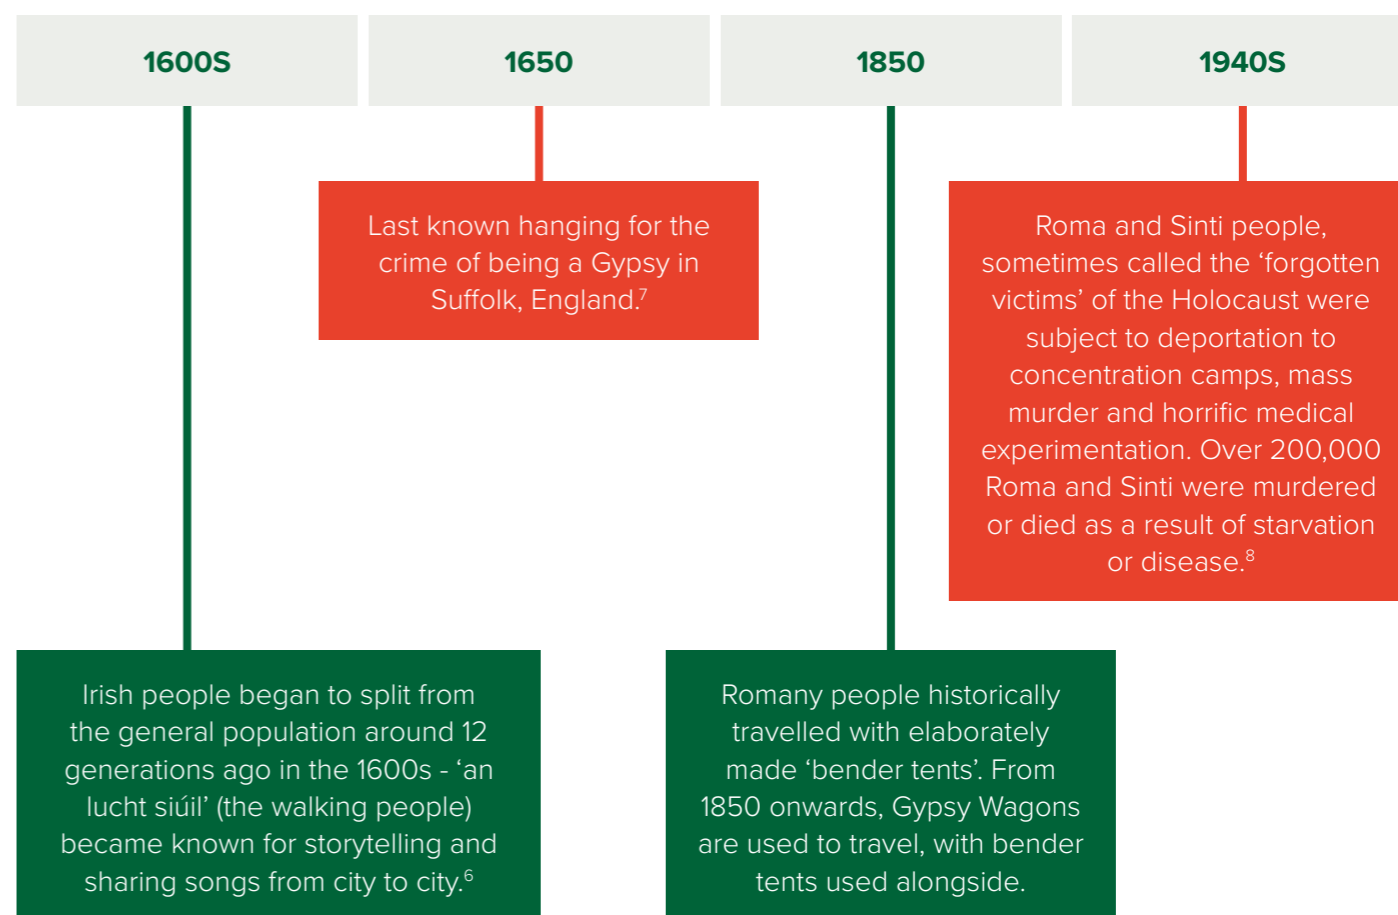 1600S
1650
1850
1940S
Last known hanging for the
crime of being a Gypsy in
Suffolk, England.⁷
Roma and Sinti people,
sometimes called the ‘forgotten
victims’ of the Holocaust were
subject to deportation to
concentration camps, mass
murder and horrific medical
experimentation. Over 200,000
Roma and Sinti were murdered
or died as a result of starvation
or disease.⁸
Irish people began to split from
the general population around 12
generations ago in the 1600s - ‘an
lucht siúil’ (the walking people)
became known for storytelling and
sharing songs from city to city.⁶
Romany people historically
travelled with elaborately
made ‘bender tents’. From
1850 onwards, Gypsy Wagons
are used to travel, with bender
tents used alongside.